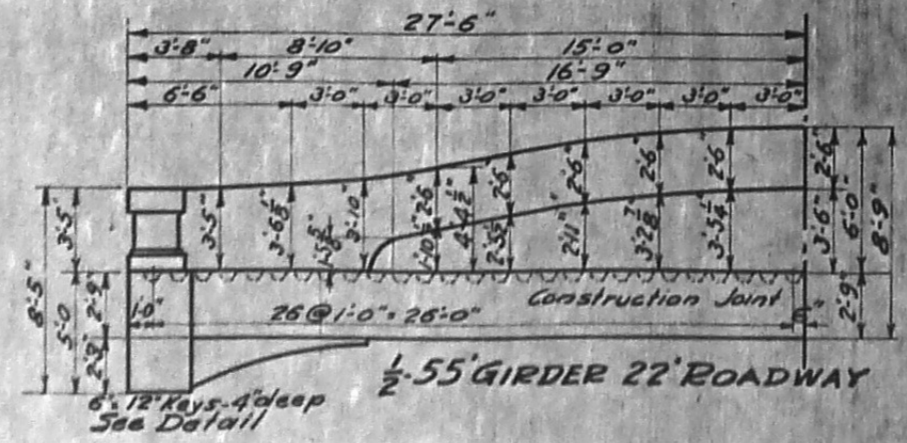 27'-6"
3'-8" 8'-10" 15'-0"
10'-9" 16'-9"
6'-6" 3'-0" 3'-0" 3'-0" 3'-0" 3'-0" 3'-0" 3'-0"
8'-5" 3'-5" 5'-0 2'-9" 2'-3"
3'-5" 3'-10" 2'-6" 4'-4½" 2'-6" 2'-6" 2'-6" 2'-6" 2'-6"
2'-11" 3'-2⅞" 3'-5¼" 3'-6" 6'-0" 8'-9"
2'-9"
Construction Joint
1'-0" 26@1'-0"=26'-0" 6"
½-55' GIRDER 22' ROADWAY
6"x12" Keys-4" deep
See Detail